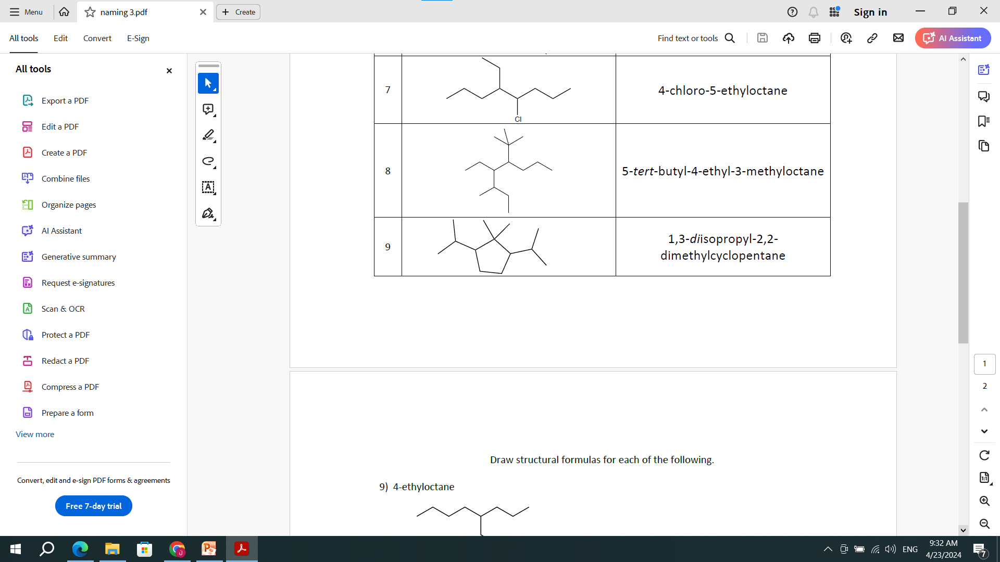 Menu
naming 3.pdf
Create
Sign in
All tools
Edit
Convert
E-Sign
Find text or tools
AI Assistant
All tools
Export a PDF
Edit a PDF
Create a PDF
Combine files
Organize pages
AI Assistant
Generative summary
Request e-signatures
Scan & OCR
Protect a PDF
Redact a PDF
Compress a PDF
Prepare a form
View more
Convert, edit and e-sign PDF forms & agreements
Free 7-day trial
7
Cl
4-chloro-5-ethyloctane
8
5-tert-butyl-4-ethyl-3-methyloctane
9
1,3-diisopropyl-2,2-
dimethylcyclopentane
Draw structural formulas for each of the following.
9) 4-ethyloctane
1
2
ENG
9:32 AM
4/23/2024
7